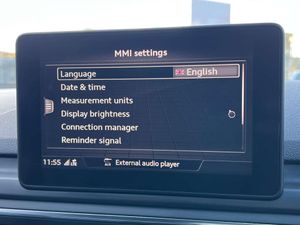 MMI settings
Language English
Date & time
Measurement units
Display brightness
Connection manager
Reminder signal
11:55 External audio player